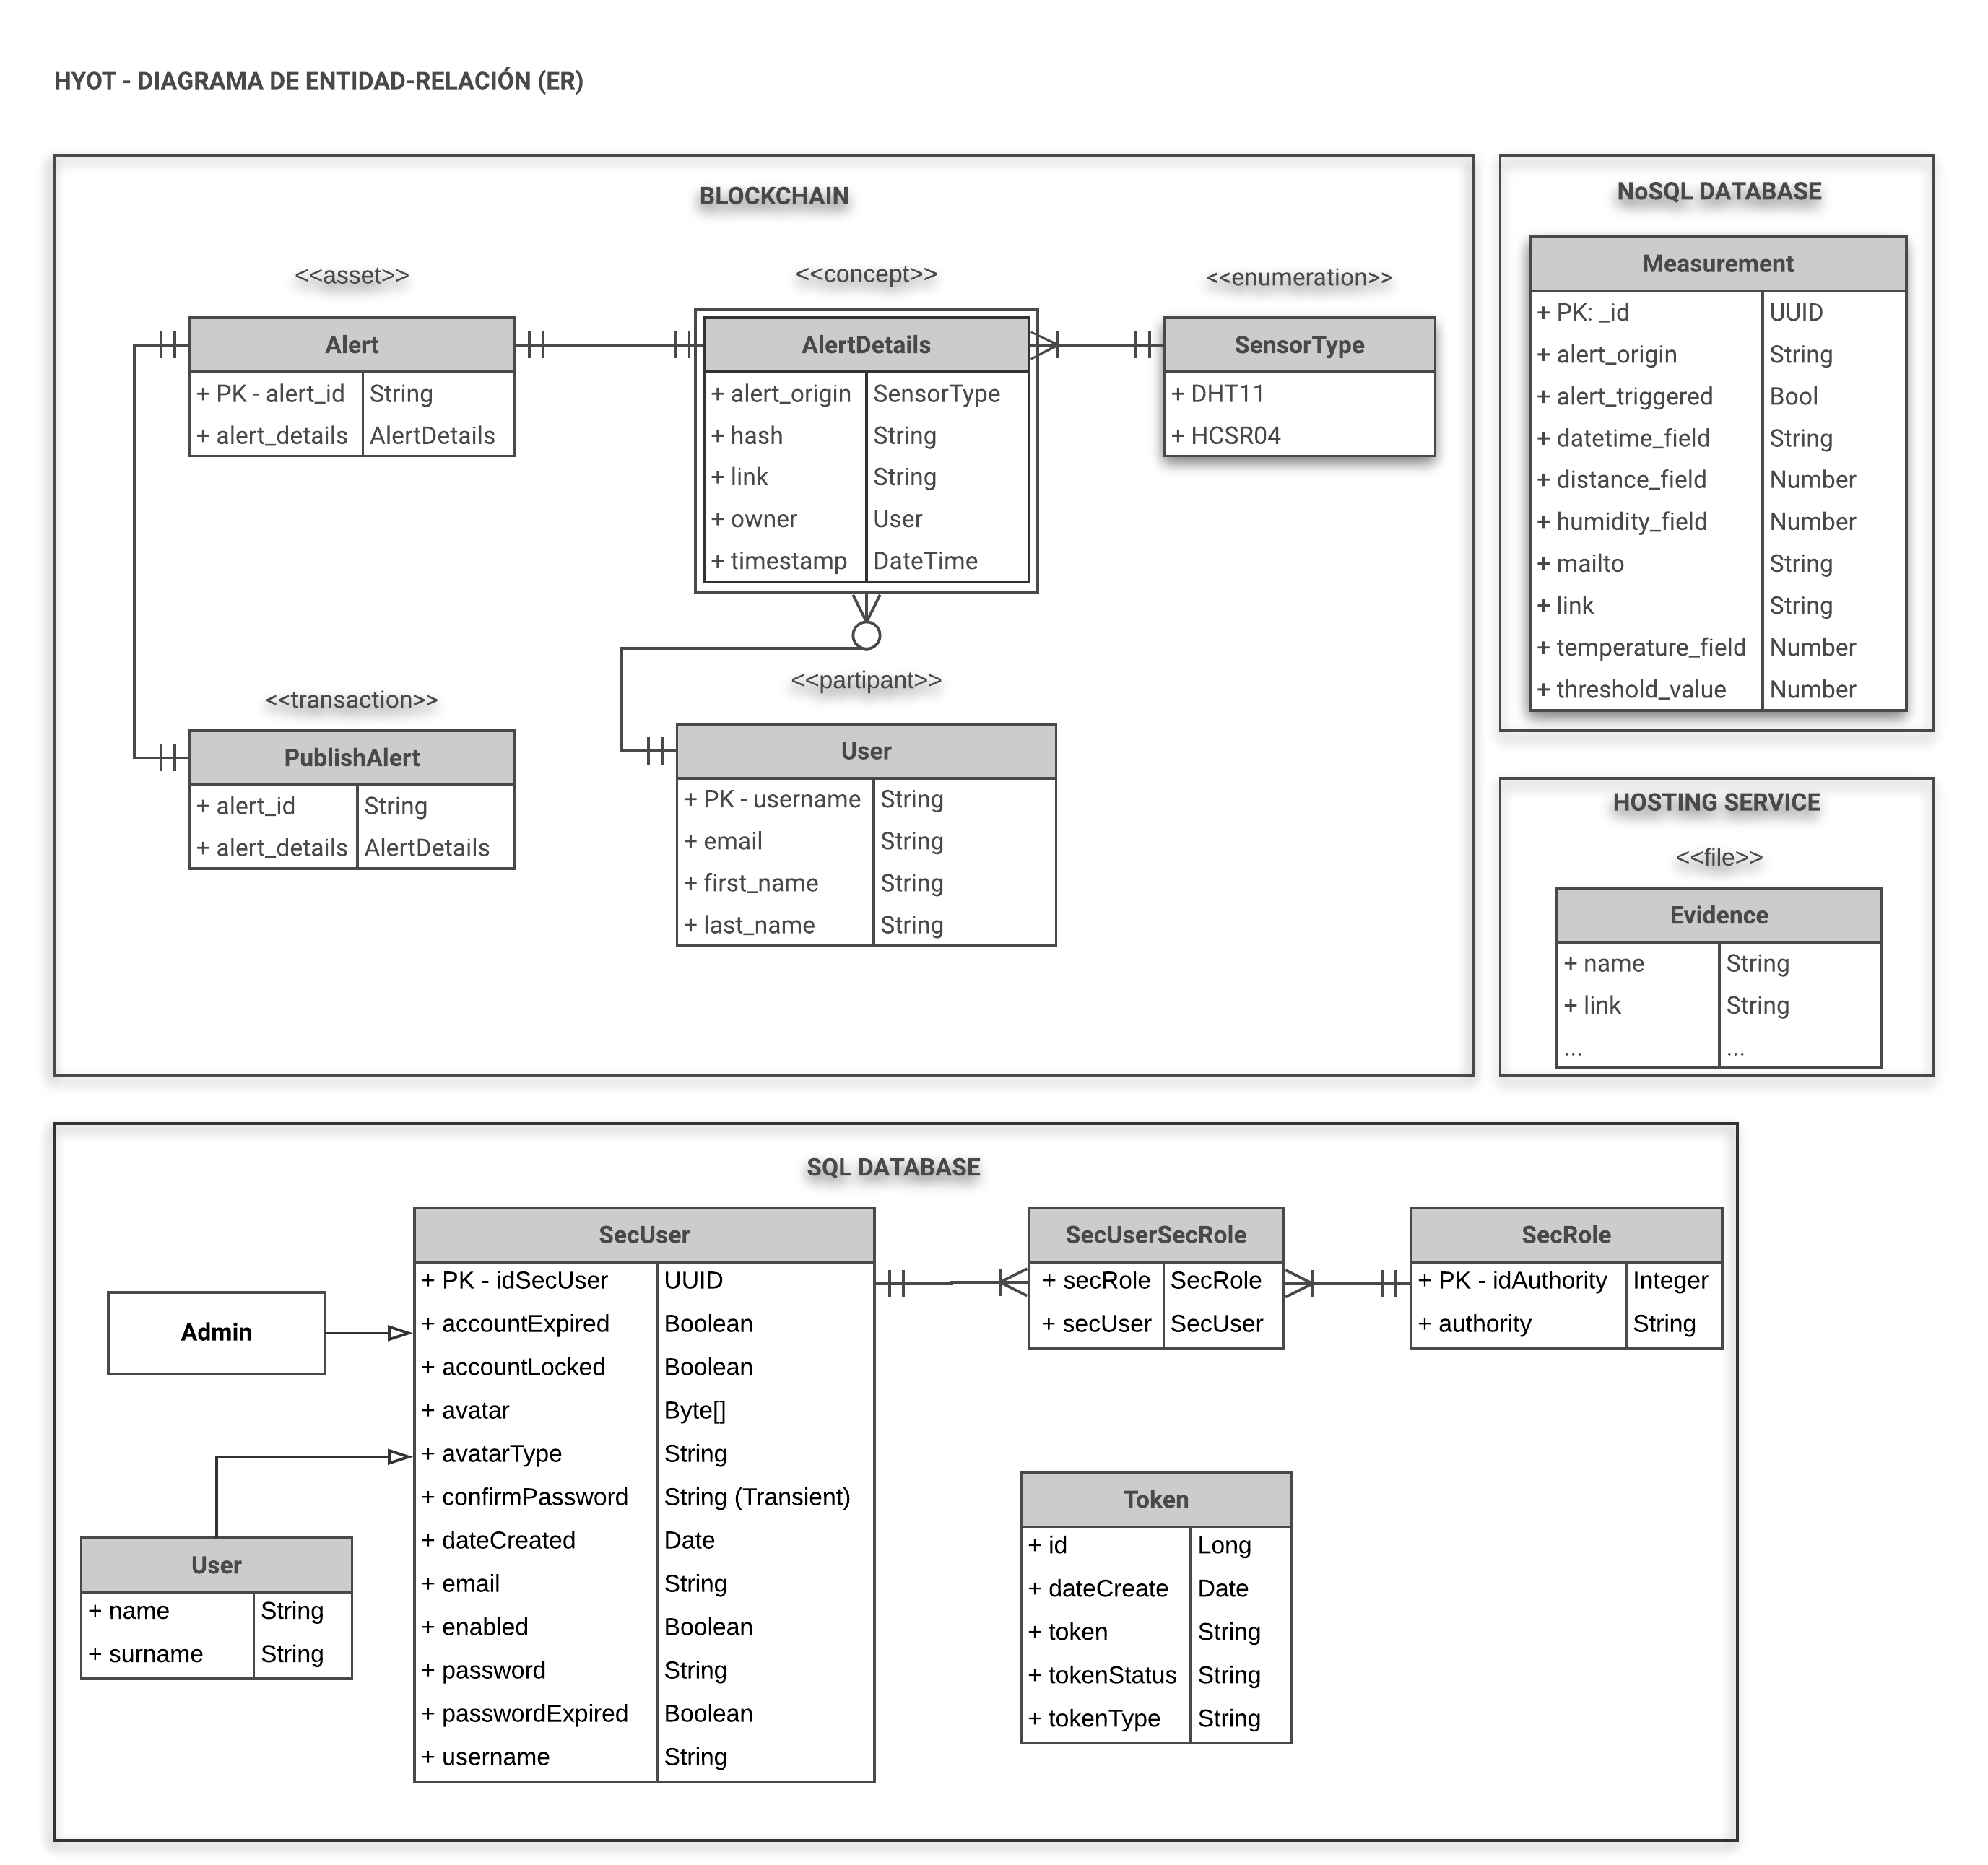 HYOT - DIAGRAMA DE ENTIDAD-RELACIÓN (ER)
BLOCKCHAIN
<<asset>>
Alert
+ PK - alert_id String
+ alert_details AlertDetails
<<concept>>
AlertDetails
+ alert_origin SensorType
+ hash String
+ link String
+ owner User
+ timestamp DateTime
<<enumeration>>
SensorType
+ DHT11
+ HCSR04
<<transaction>>
PublishAlert
+ alert_id String
+ alert_details AlertDetails
<<partipant>>
User
+ PK - username String
+ email String
+ first_name String
+ last_name String
NoSQL DATABASE
Measurement
+ PK: _id UUID
+ alert_origin String
+ alert_triggered Bool
+ datetime_field String
+ distance_field Number
+ humidity_field Number
+ mailto String
+ link String
+ temperature_field Number
+ threshold_value Number
HOSTING SERVICE
<<file>>
Evidence
+ name String
+ link String
... ...
SQL DATABASE
Admin
User
+ name String
+ surname String
SecUser
+ PK - idSecUser UUID
+ accountExpired Boolean
+ accountLocked Boolean
+ avatar Byte[]
+ avatarType String
+ confirmPassword String (Transient)
+ dateCreated Date
+ email String
+ enabled Boolean
+ password String
+ passwordExpired Boolean
+ username String
SecUserSecRole
+ secRole SecRole
+ secUser SecUser
SecRole
+ PK - idAuthority Integer
+ authority String
Token
+ id Long
+ dateCreate Date
+ token String
+ tokenStatus String
+ tokenType String